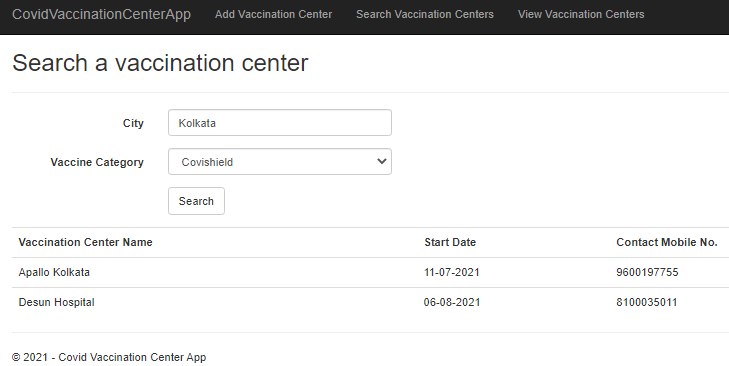 CovidVaccinationCenterApp Add Vaccination Center Search Vaccination Centers View Vaccination Centers
Search a vaccination center
City Kolkata
Vaccine Category Covishield
Search
Vaccination Center Name Start Date Contact Mobile No.
Apallo Kolkata 11-07-2021 9600197755
Desun Hospital 06-08-2021 8100035011
© 2021 - Covid Vaccination Center App